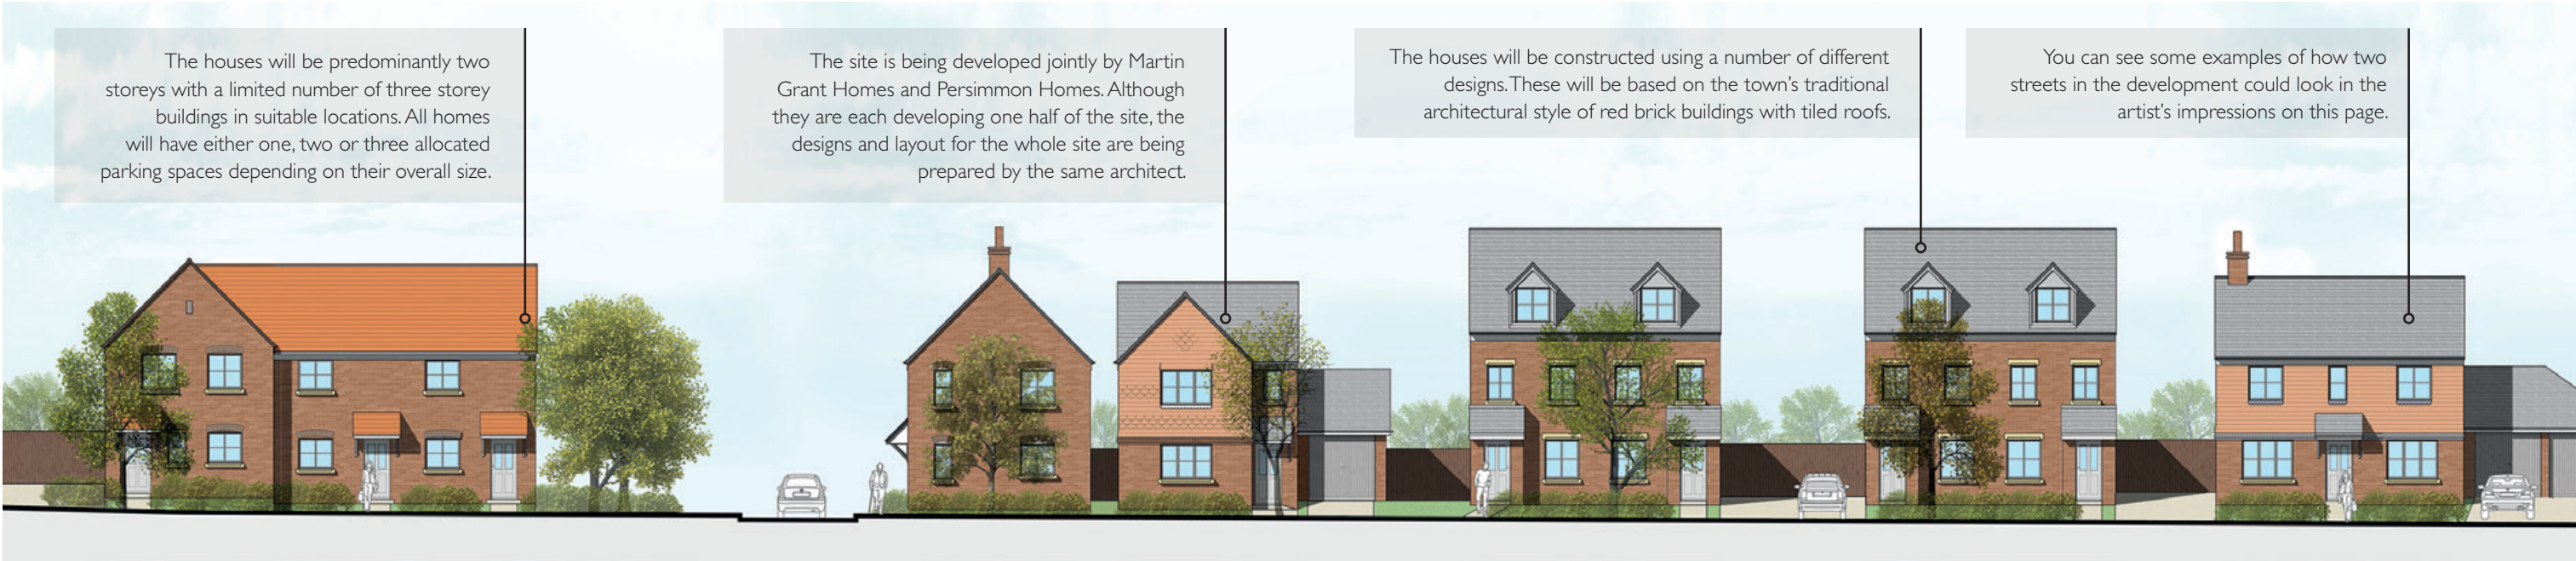 The houses will be predominantly two
storeys with a limited number of three storey
buildings in suitable locations. All homes
will have either one, two or three allocated
parking spaces depending on their overall size.
The site is being developed jointly by Martin
Grant Homes and Persimmon Homes. Although
they are each developing one half of the site, the
designs and layout for the whole site are being
prepared by the same architect.
The houses will be constructed using a number of different
designs. These will be based on the town's traditional
architectural style of red brick buildings with tiled roofs.
You can see some examples of how two
streets in the development could look in the
artist's impressions on this page.